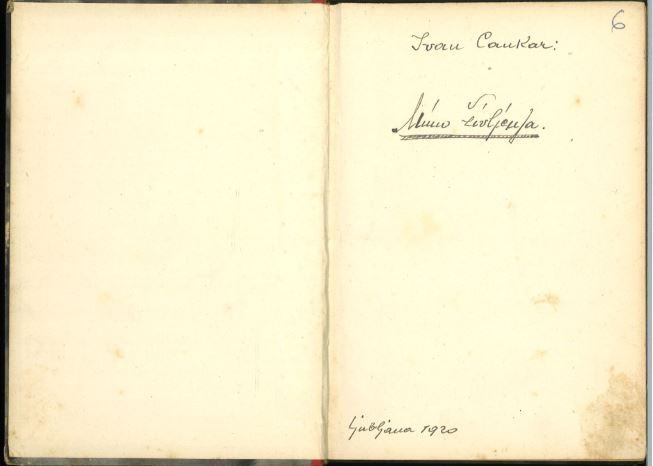 6
Ivan Cankar:
Mimo življenja.
Ljubljana 1920